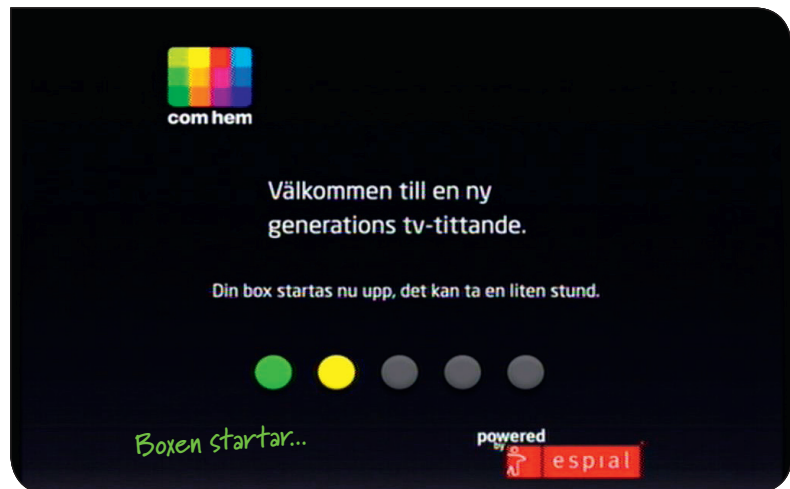 com hem
Välkommen till en ny
generations tv-tittande.
Din box startas nu upp, det kan ta en liten stund.
Boxen startar...
powered
by
espial